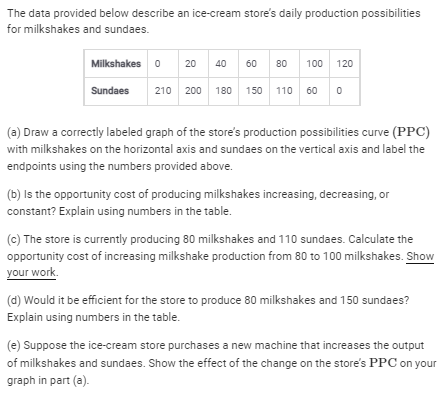 The data provided below describe an ice-cream store's daily production possibilities
for milkshakes and sundaes.
Milkshakes 0 20 40 60 80 100 120
Sundaes 210 200 180 150 110 60 0
(a) Draw a correctly labeled graph of the store's production possibilities curve (PPC)
with milkshakes on the horizontal axis and sundaes on the vertical axis and label the
endpoints using the numbers provided above.
(b) Is the opportunity cost of producing milkshakes increasing, decreasing, or
constant? Explain using numbers in the table.
(c) The store is currently producing 80 milkshakes and 110 sundaes. Calculate the
opportunity cost of increasing milkshake production from 80 to 100 milkshakes. Show
your work.
(d) Would it be efficient for the store to produce 80 milkshakes and 150 sundaes?
Explain using numbers in the table.
(e) Suppose the ice-cream store purchases a new machine that increases the output
of milkshakes and sundaes. Show the effect of the change on the store's PPC on your
graph in part (a).